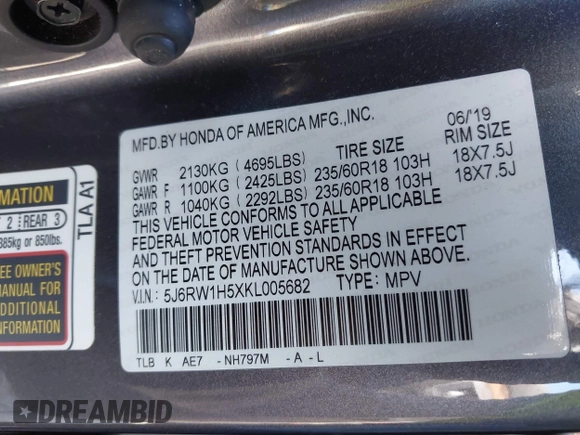 MFD.BY HONDA OF AMERICA MFG.,INC.
06/'19
TIRE SIZE RIM SIZE
GVWR 2130KG (4695LBS)
GAWR F 1100KG (2425LBS) 235/60R18 103H 18X7.5J
GAWR R 1040KG (2292LBS) 235/60R18 103H 18X7.5J
THIS VEHICLE CONFORMS TO ALL APPLICABLE
FEDERAL MOTOR VEHICLE SAFETY
AND THEFT PREVENTION STANDARDS IN EFFECT
ON THE DATE OF MANUFACTURE SHOWN ABOVE.
V.I.N.: 5J6RW1H5XKL005682 TYPE: MPV
TLB K AE7 - NH797M - A - L
MATION
2 REAR 3
385kg or 850lbs.
EE OWNER'S
MANUAL FOR
ADDITIONAL
INFORMATION
TLA A1
DREAMBID